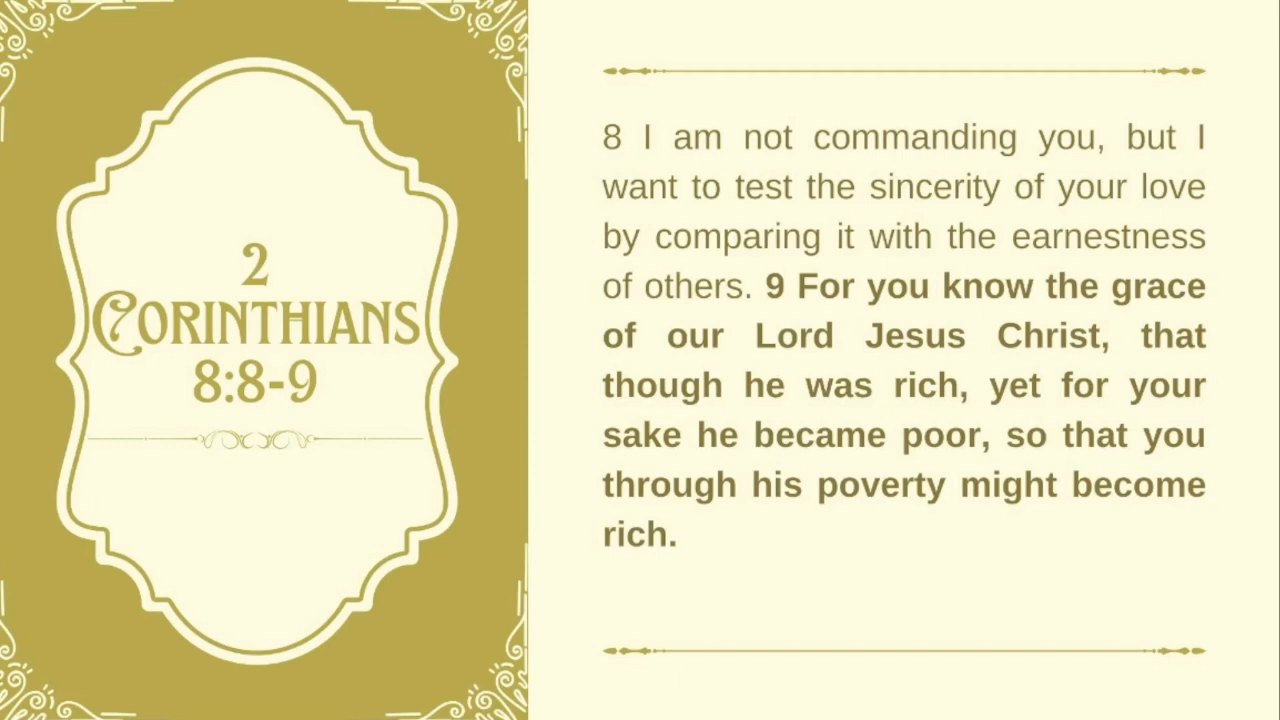 2
CORINTHIANS
8:8-9
8 I am not commanding you, but I
want to test the sincerity of your love
by comparing it with the earnestness
of others. 9 For you know the grace
of our Lord Jesus Christ, that
though he was rich, yet for your
sake he became poor, so that you
through his poverty might become
rich.